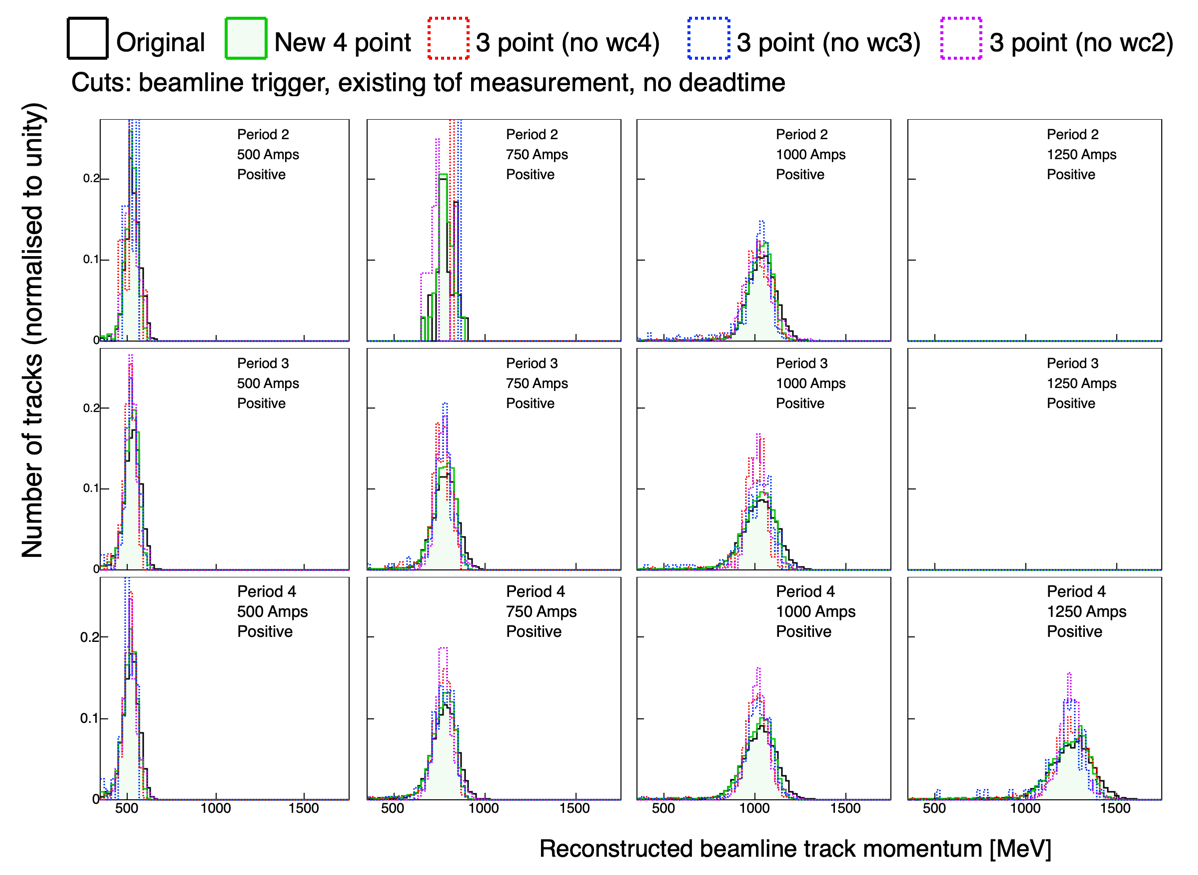 Original New 4 point 3 point (no wc4) 3 point (no wc3) 3 point (no wc2)
Cuts: beamline trigger, existing tof measurement, no deadtime
Number of tracks (normalised to unity)
Period 2 Period 2 Period 2 Period 2
500 Amps 750 Amps 1000 Amps 1250 Amps
Positive Positive Positive Positive
0.2
0.1
0
Period 3 Period 3 Period 3 Period 3
500 Amps 750 Amps 1000 Amps 1250 Amps
Positive Positive Positive Positive
0.2
0.1
0
Period 4 Period 4 Period 4 Period 4
500 Amps 750 Amps 1000 Amps 1250 Amps
Positive Positive Positive Positive
0.2
0.1
0
500 1000 1500 500 1000 1500 500 1000 1500 500 1000 1500
Reconstructed beamline track momentum [MeV]